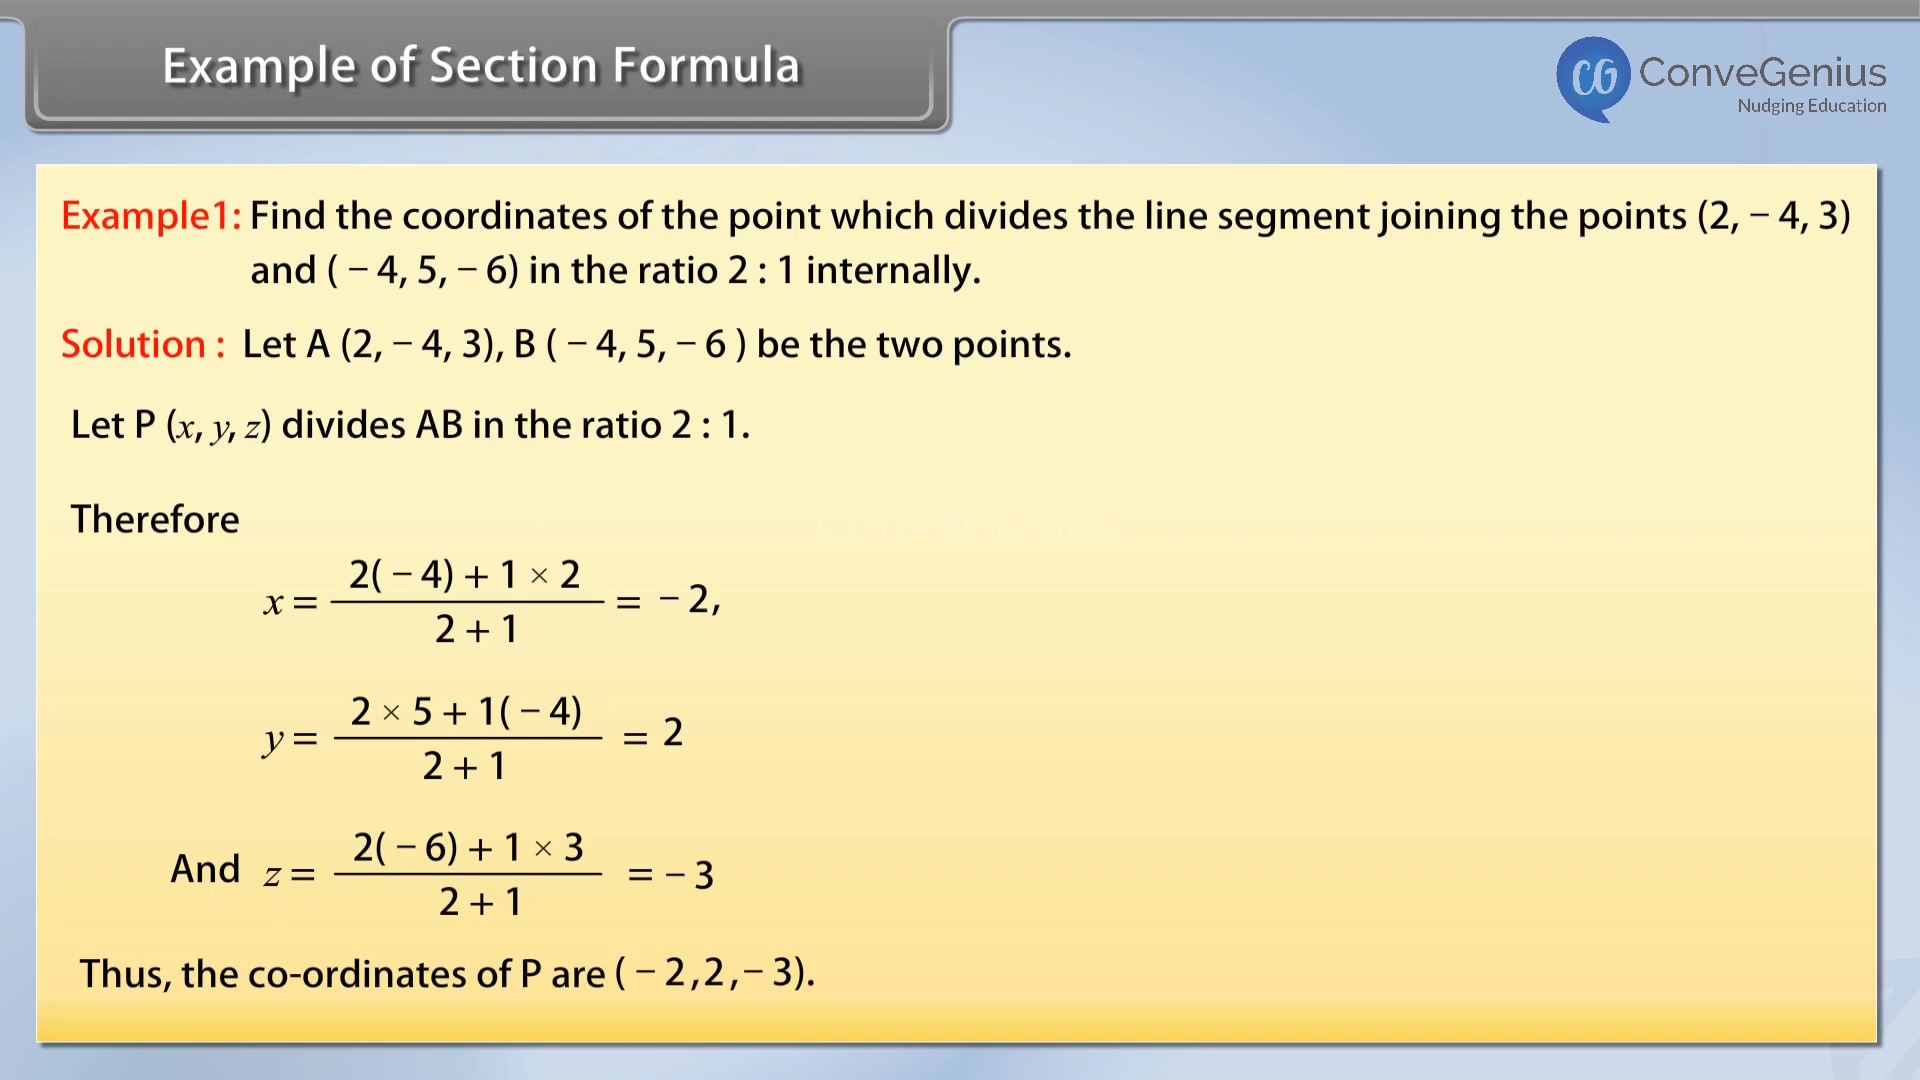 Example of Section Formula
CG ConveGenius
Nudging Education
Example1: Find the coordinates of the point which divides the line segment joining the points (2, − 4, 3)
and ( − 4, 5, − 6) in the ratio 2 : 1 internally.
Solution : Let A (2, − 4, 3), B ( − 4, 5, − 6 ) be the two points.
Let P (x, y, z) divides AB in the ratio 2 : 1.
Therefore
ConveGenius
2( − 4) + 1 × 2
x = = − 2,
2 + 1
2 × 5 + 1( − 4)
y = = 2
2 + 1
2( − 6) + 1 × 3
And z = = − 3
2 + 1
Thus, the co-ordinates of P are ( − 2,2,− 3).